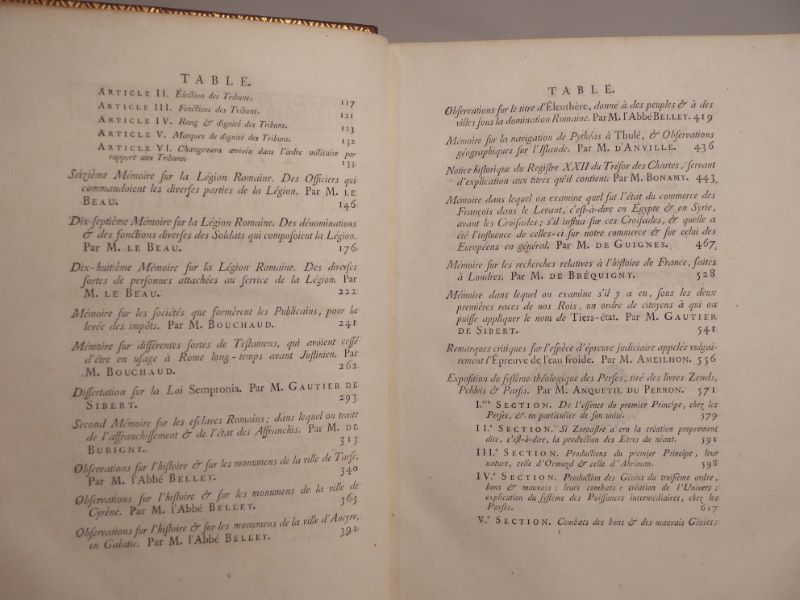 TABLE.
ARTICLE II. Élection des Tribuns. 117
ARTICLE III. Fonctions des Tribuns. 121
ARTICLE IV. Rang & dignité des Tribuns. 123
ARTICLE V. Marques de dignité des Tribuns. 132
ARTICLE VI. Changemens arrivés dans l'ordre militaire par
rapport aux Tribuns. 135
Seizième Mémoire sur la Légion Romaine. Des Officiers qui
commandoient les diverses parties de la Légion. Par M. LE
BEAU. 146
Dix-septième Mémoire sur la Légion Romaine. Des dénominations
& des fonctions diverses des Soldats qui composoient la Légion.
Par M. LE BEAU. 176
Dix-huitième Mémoire sur la Légion Romaine. Des diverses
sortes de personnes attachées au service de la Légion. Par
M. LE BEAU. 222
Mémoire sur les sociétés que formèrent les Publicains, pour la
levée des impôts. Par M. BOUCHAUD. 241
Mémoire sur différentes sortes de Testamens, qui avoient cessé
d'être en usage à Rome long-temps avant Justinien. Par
M. BOUCHAUD. 262
Dissertation sur la Loi Sempronia. Par M. GAUTIER DE
SIBERT. 293
Second Mémoire sur les esclaves Romains; dans lequel on traite
de l'affranchissement & de l'état des Affranchis. Par M. DE
BURIGNY. 313
Observations sur l'histoire & sur les monumens de la ville de Tarse.
Par M. l'Abbé BELLEY. 340
Observations sur l'histoire & sur les monumens de la ville de
Cyrène. Par M. l'Abbé BELLEY. 363
Observations sur l'histoire & sur les monumens de la ville d'Ancyre,
en Galatie. Par M. l'Abbé BELLEY. 391
TABLE.
Observations sur le titre d'Éleuthère, donné à des peuples & à des
villes sous la domination Romaine. Par M. l'Abbé BELLEY. 419
Mémoire sur la navigation de Pythéas à Thulé, & Observations
géographiques sur l'Islande. Par M. D'ANVILLE. 436
Notice historique du Registre XXII du Trésor des Chartes, servant
d'explication aux titres qu'il contient. Par M. BONAMY. 443
Mémoire dans lequel on examine quel fut l'état du commerce des
François dans le Levant, c'est-à-dire en Égypte & en Syrie,
avant les Croisades; s'il influa sur ces Croisades, & quelle a
été l'influence de celles-ci sur notre commerce & sur celui des
Européens en général. Par M. DE GUIGNES. 467
Mémoire sur les recherches relatives à l'histoire de France, faites
à Londres. Par M. DE BRÉQUIGNY. 528
Mémoire dans lequel on examine s'il y a eu, sous les deux
premières races de nos Rois, un ordre de citoyens à qui on
puisse appliquer le nom de Tiers-état. Par M. GAUTIER
DE SIBERT. 541
Remarques critiques sur l'espèce d'épreuve judiciaire appelée vulgai-
rement l'Épreuve de l'eau froide. Par M. AMEILHON. 556
Exposition du système théologique des Perses, tiré des livres Zends,
Pehlvis & Parsis. Par M. ANQUETIL DU PERRON. 571
I.ère SECTION. De l'essence du premier Principe, chez les
Perses, & en particulier de son unité. 579
II.e SECTION. Si Zoroastre a cru la création proprement
dite, c'est-à-dire, la production des Êtres du néant. 591
III.e SECTION. Productions du premier Principe, leur
nature, celle d'Ormuzd & celle d'Ahriman. 598
IV.e SECTION. Production des Génies du troisième ordre,
bons & mauvais; leurs combats: création de l'Univers:
explication du système des Puissances intermédiaires, chez les
Parses. 617
V.e SECTION. Combats des bons & des mauvais Génies: